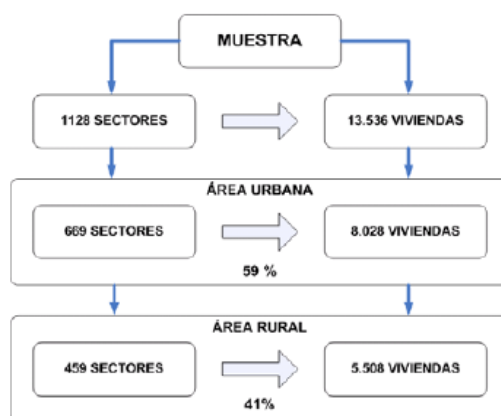 MUESTRA
1128 SECTORES
13.536 VIVIENDAS
ÁREA URBANA
669 SECTORES
8.028 VIVIENDAS
59 %
ÁREA RURAL
459 SECTORES
5.508 VIVIENDAS
41%